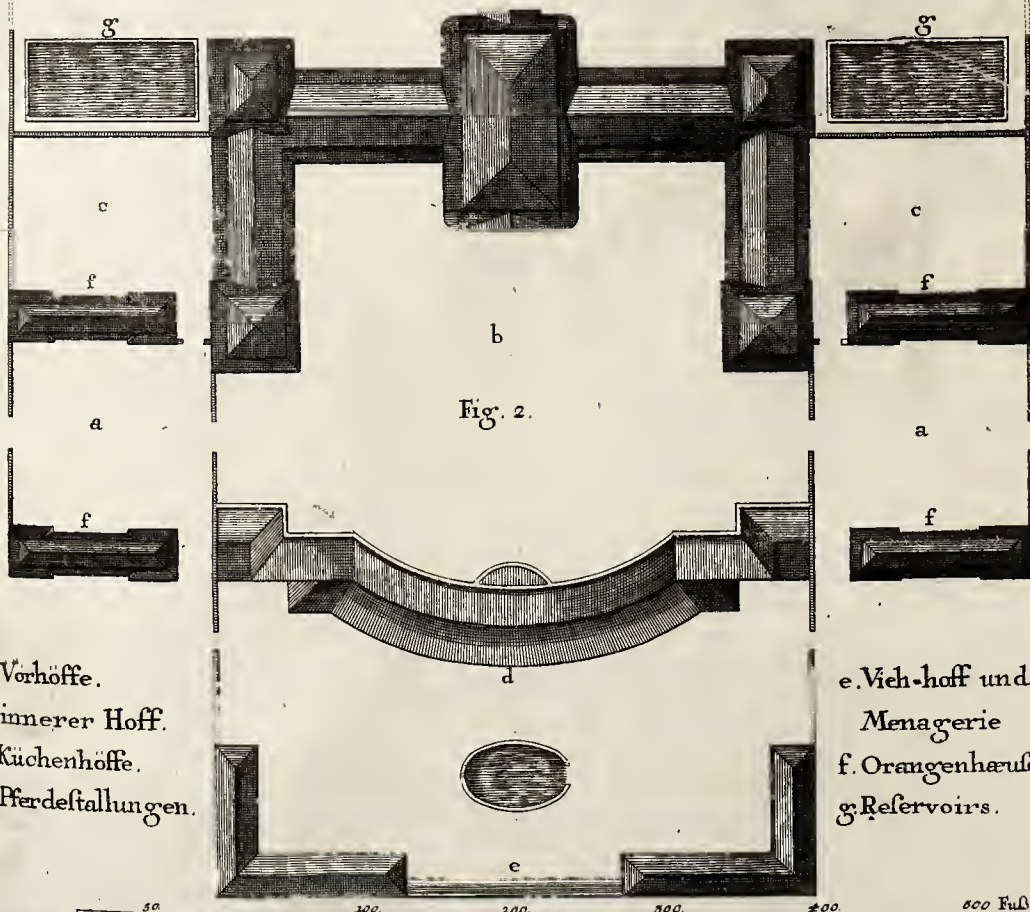 g g
c c
f f
b
Fig. 2.
a a
f f
d
Vorhöffe.
innerer Hoff.
Küchenhöffe.
Pferdeſtallungen.
e. Vieh-hoff und
Menagerie
f. Orangenhæuſ
g. Reſervoirs.
e
50. 100. 200. 300. 400. 600 Fuß